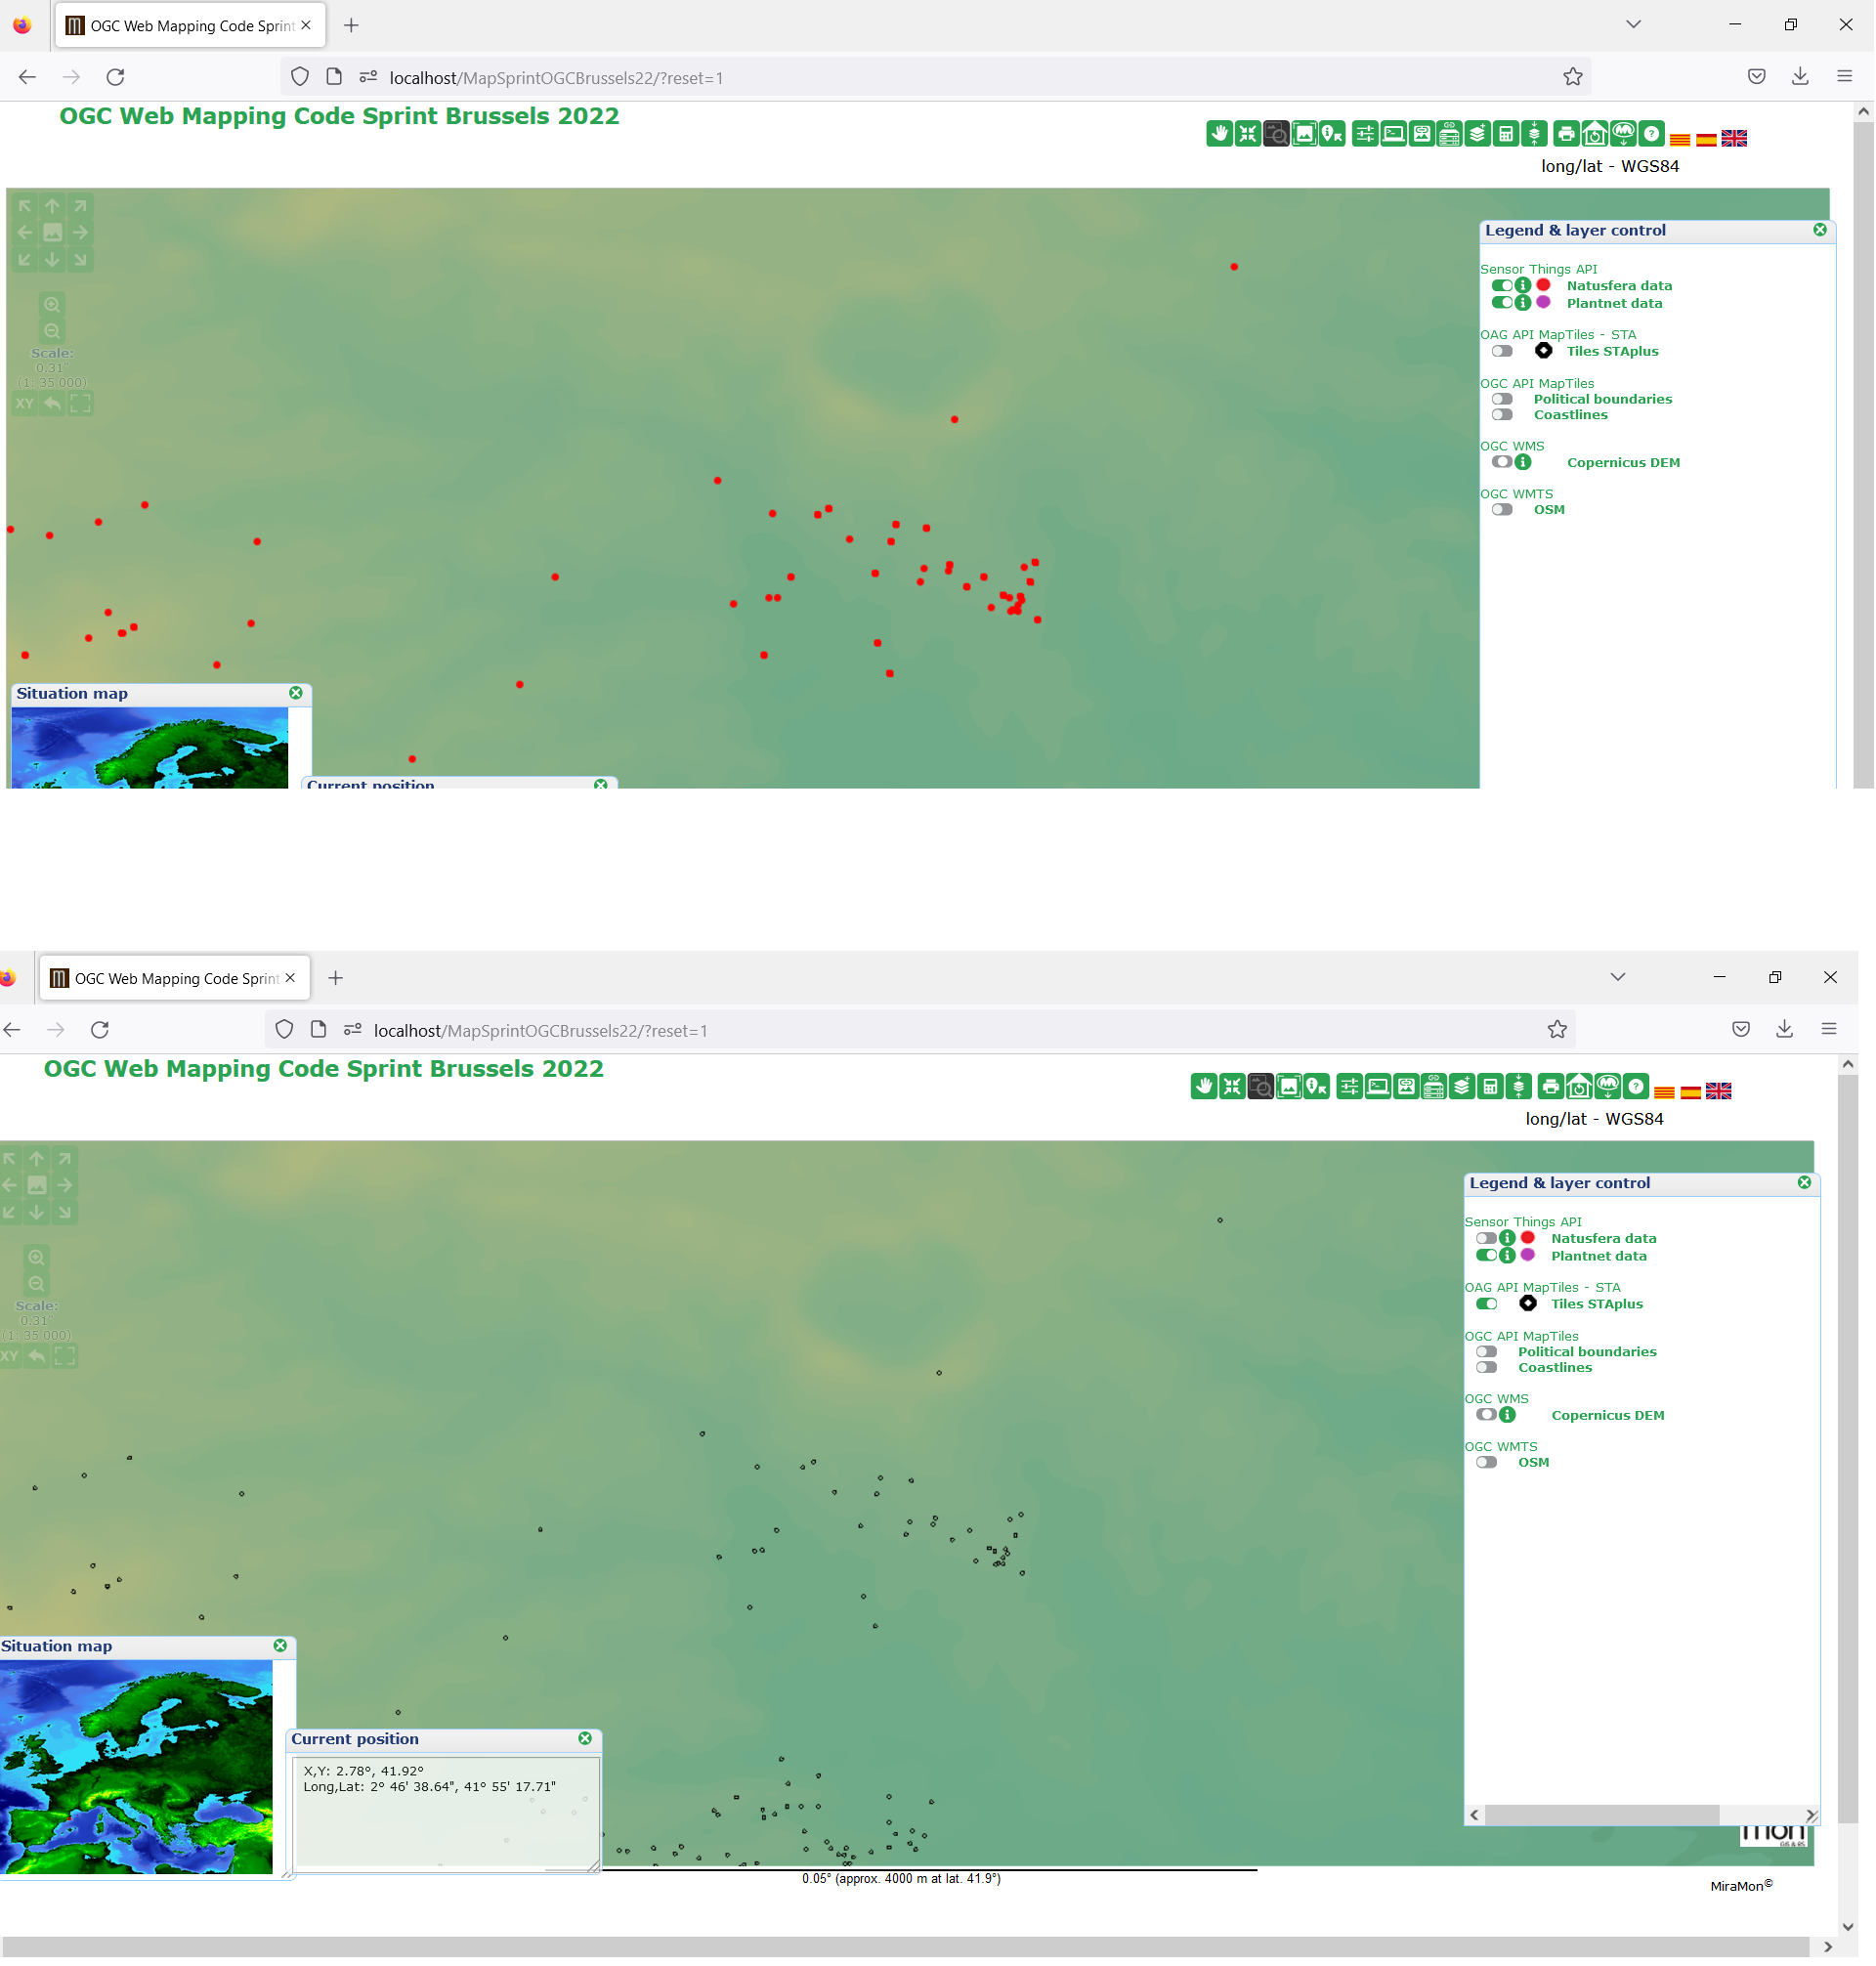 OGC Web Mapping Code Sprint
localhost/MapSprintOGCBrussels22/?reset=1
OGC Web Mapping Code Sprint Brussels 2022
long/lat - WGS84
Legend & layer control
Sensor Things API
Natusfera data
Plantnet data
OAG API MapTiles - STA
Tiles STAplus
OGC API MapTiles
Political boundaries
Coastlines
OGC WMS
Copernicus DEM
OGC WMTS
OSM
Scale:
0.31"
(1: 35 000)
XY
Situation map
Current position
OGC Web Mapping Code Sprint
localhost/MapSprintOGCBrussels22/?reset=1
OGC Web Mapping Code Sprint Brussels 2022
long/lat - WGS84
Legend & layer control
Sensor Things API
Natusfera data
Plantnet data
OAG API MapTiles - STA
Tiles STAplus
OGC API MapTiles
Political boundaries
Coastlines
OGC WMS
Copernicus DEM
OGC WMTS
OSM
Scale:
0.31"
(1: 35 000)
XY
Situation map
Current position
X,Y: 2.78°, 41.92°
Long,Lat: 2° 46' 38.64", 41° 55' 17.71"
mon
GIS & RS
0.05° (approx. 4000 m at lat. 41.9°)
MiraMon©